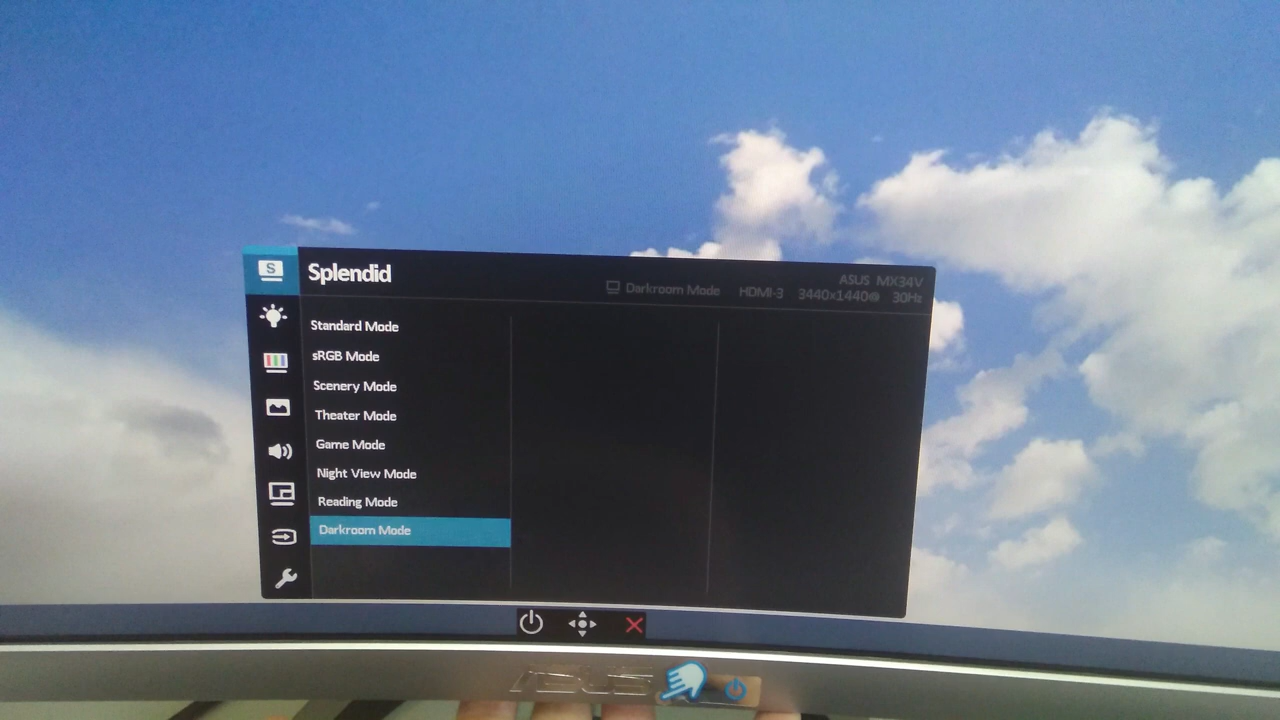 S
Splendid
ASUS MX34V
Darkroom Mode HDMI-3 3440x1440@ 30Hz
Standard Mode
sRGB Mode
Scenery Mode
Theater Mode
Game Mode
Night View Mode
Reading Mode
Darkroom Mode
ASUS